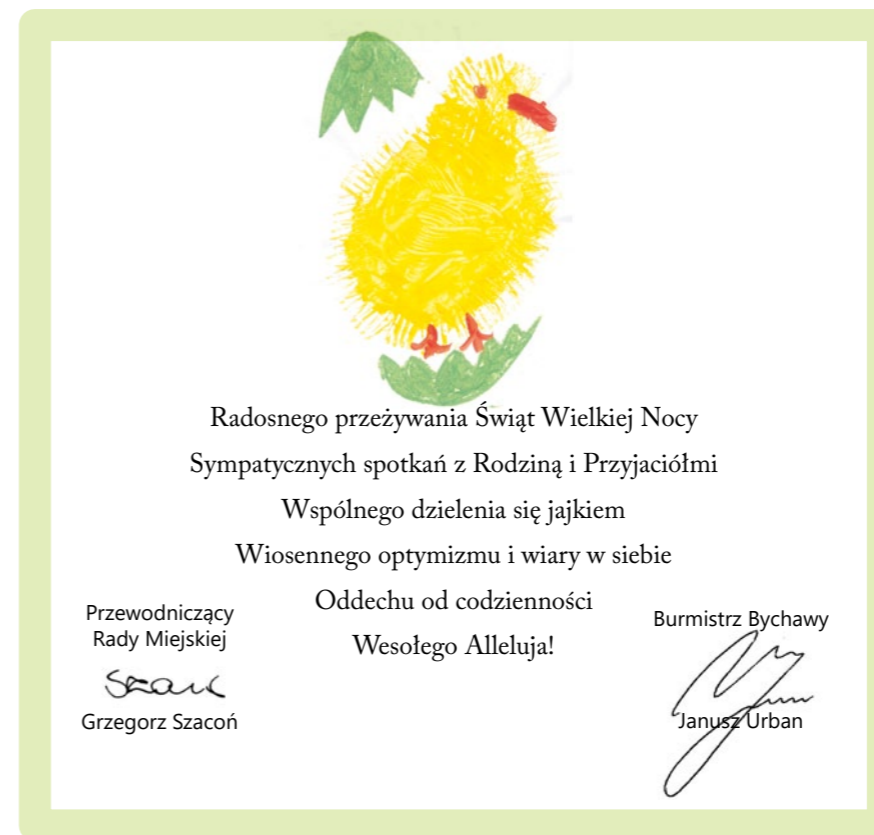 Radosnego przeżywania Świąt Wielkiej Nocy
Sympatycznych spotkań z Rodziną i Przyjaciółmi
Wspólnego dzielenia się jajkiem
Wiosennego optymizmu i wiary w siebie
Oddechu od codzienności
Wesołego Alleluja!
Przewodniczący
Rady Miejskiej
Grzegorz Szacoń
Burmistrz Bychawy
Janusz Urban